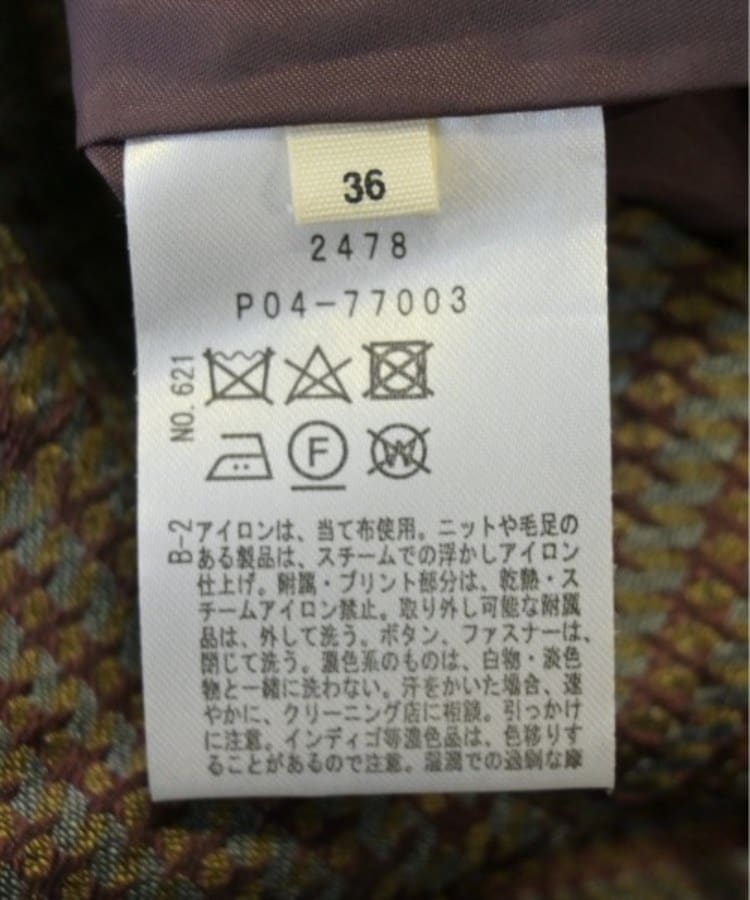 36
2478
P04-77003
NO. 621
F
W
B-2
アイロンは、当て布使用。ニットや毛足の
ある製品は、スチームでの浮かしアイロン
仕上げ。附属・プリント部分は、乾熱・ス
チームアイロン禁止。取り外し可能な附属
品は、外して洗う。ボタン、ファスナーは、
閉じて洗う。濃色系のものは、白物・淡色
物と一緒に洗わない。汗をかいた場合、速
やかに、クリーニング店に相談。引っかけ
に注意。インディゴ等濃色品は、色移りす
ることがあるので注意。湿潤での過剰な摩